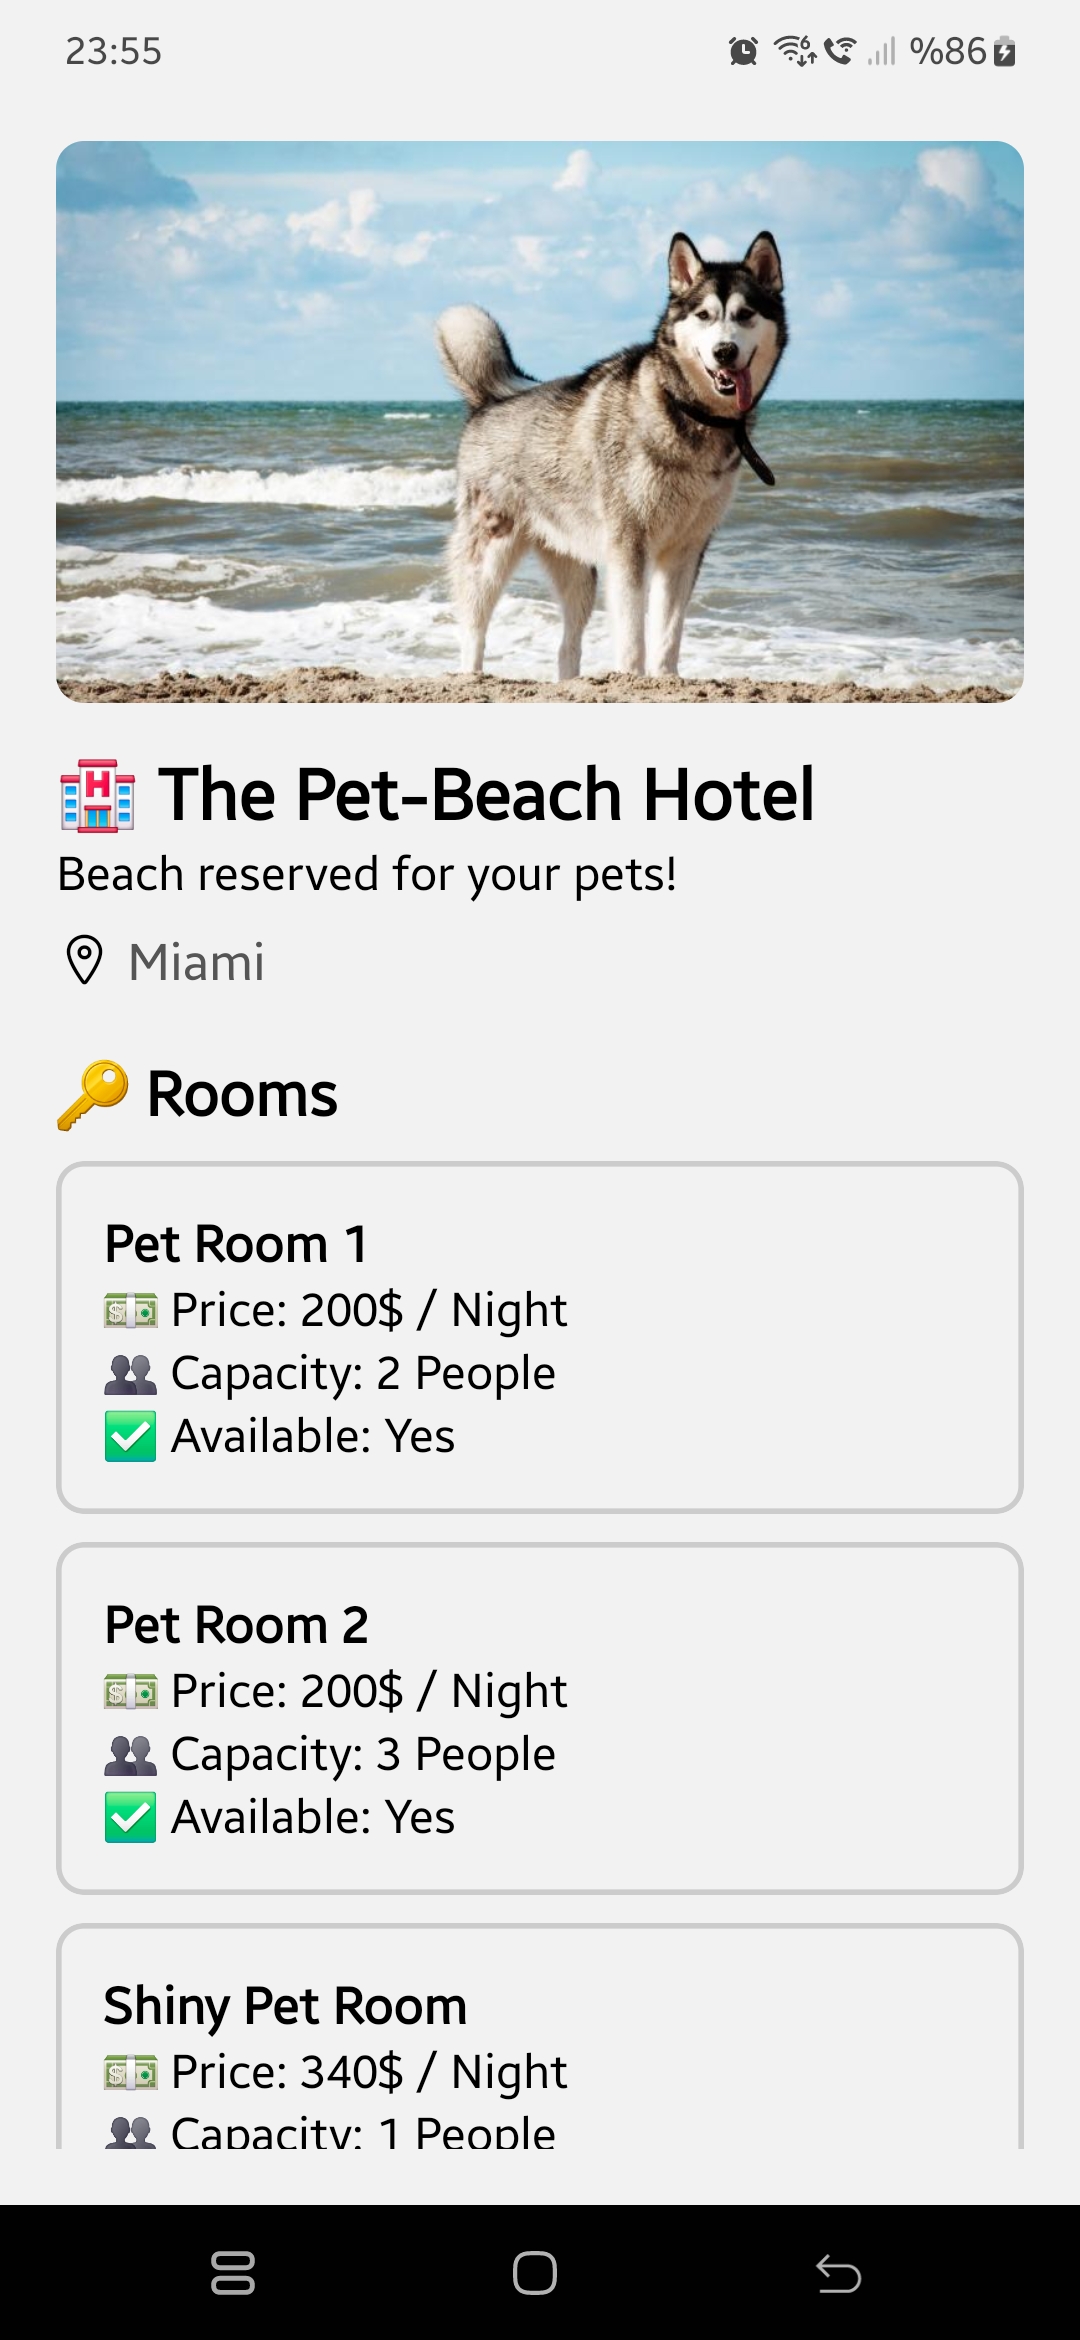 23:55 %86
The Pet-Beach Hotel
Beach reserved for your pets!
Miami
Rooms
Pet Room 1
Price: 200$ / Night
Capacity: 2 People
Available: Yes
Pet Room 2
Price: 200$ / Night
Capacity: 3 People
Available: Yes
Shiny Pet Room
Price: 340$ / Night
Capacity: 1 People